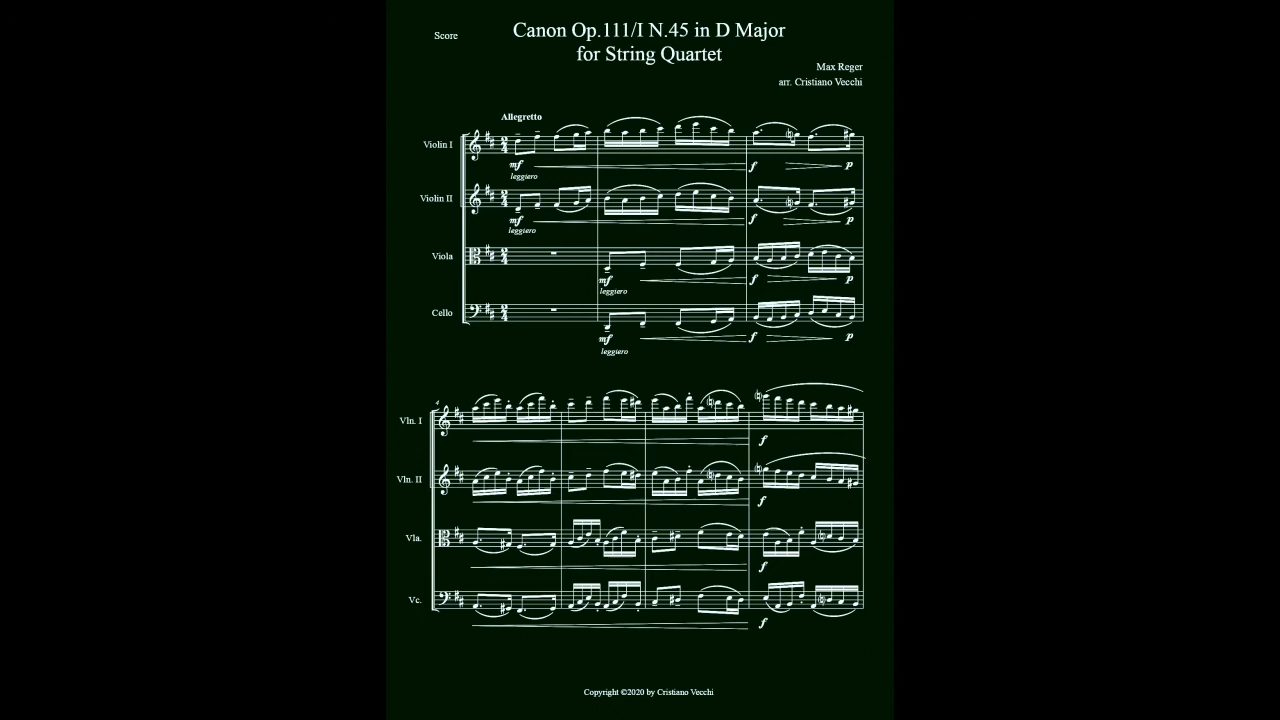 Score
Canon Op.111/I N.45 in D Major
for String Quartet
Max Reger
arr. Cristiano Vecchi
Allegretto
Violin I
mf
f
p
leggiero
Violin II
mf
f
p
leggiero
Viola
mf
f
p
leggiero
Cello
mf
f
p
leggiero
4
Vln. I
f
Vln. II
f
Vla.
f
Vc.
f
Copyright ©2020 by Cristiano Vecchi